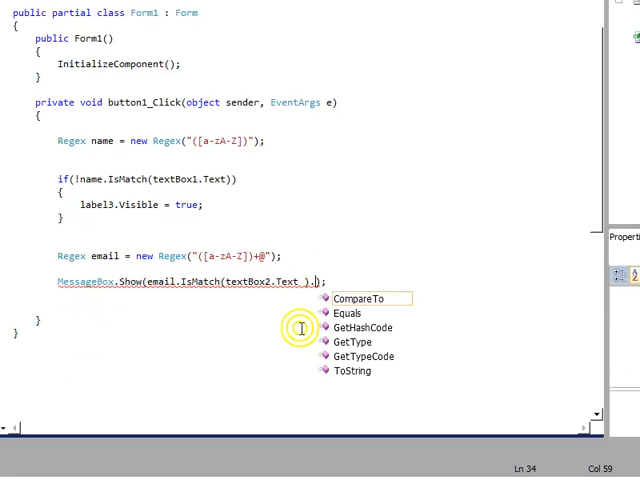 public partial class Form1 : Form
{
public Form1()
{
InitializeComponent();
}
private void button1_Click(object sender, EventArgs e)
{
Regex name = new Regex("([a-zA-Z])");
if(!name.IsMatch(textBox1.Text))
{
label3.Visible = true;
}
Regex email = new Regex("([a-zA-Z])+@");
MessageBox.Show(email.IsMatch(textBox2.Text ).);
CompareTo
Equals
GetHashCode
GetType
GetTypeCode
ToString
}
}
Properti
Ln 34
Col 59